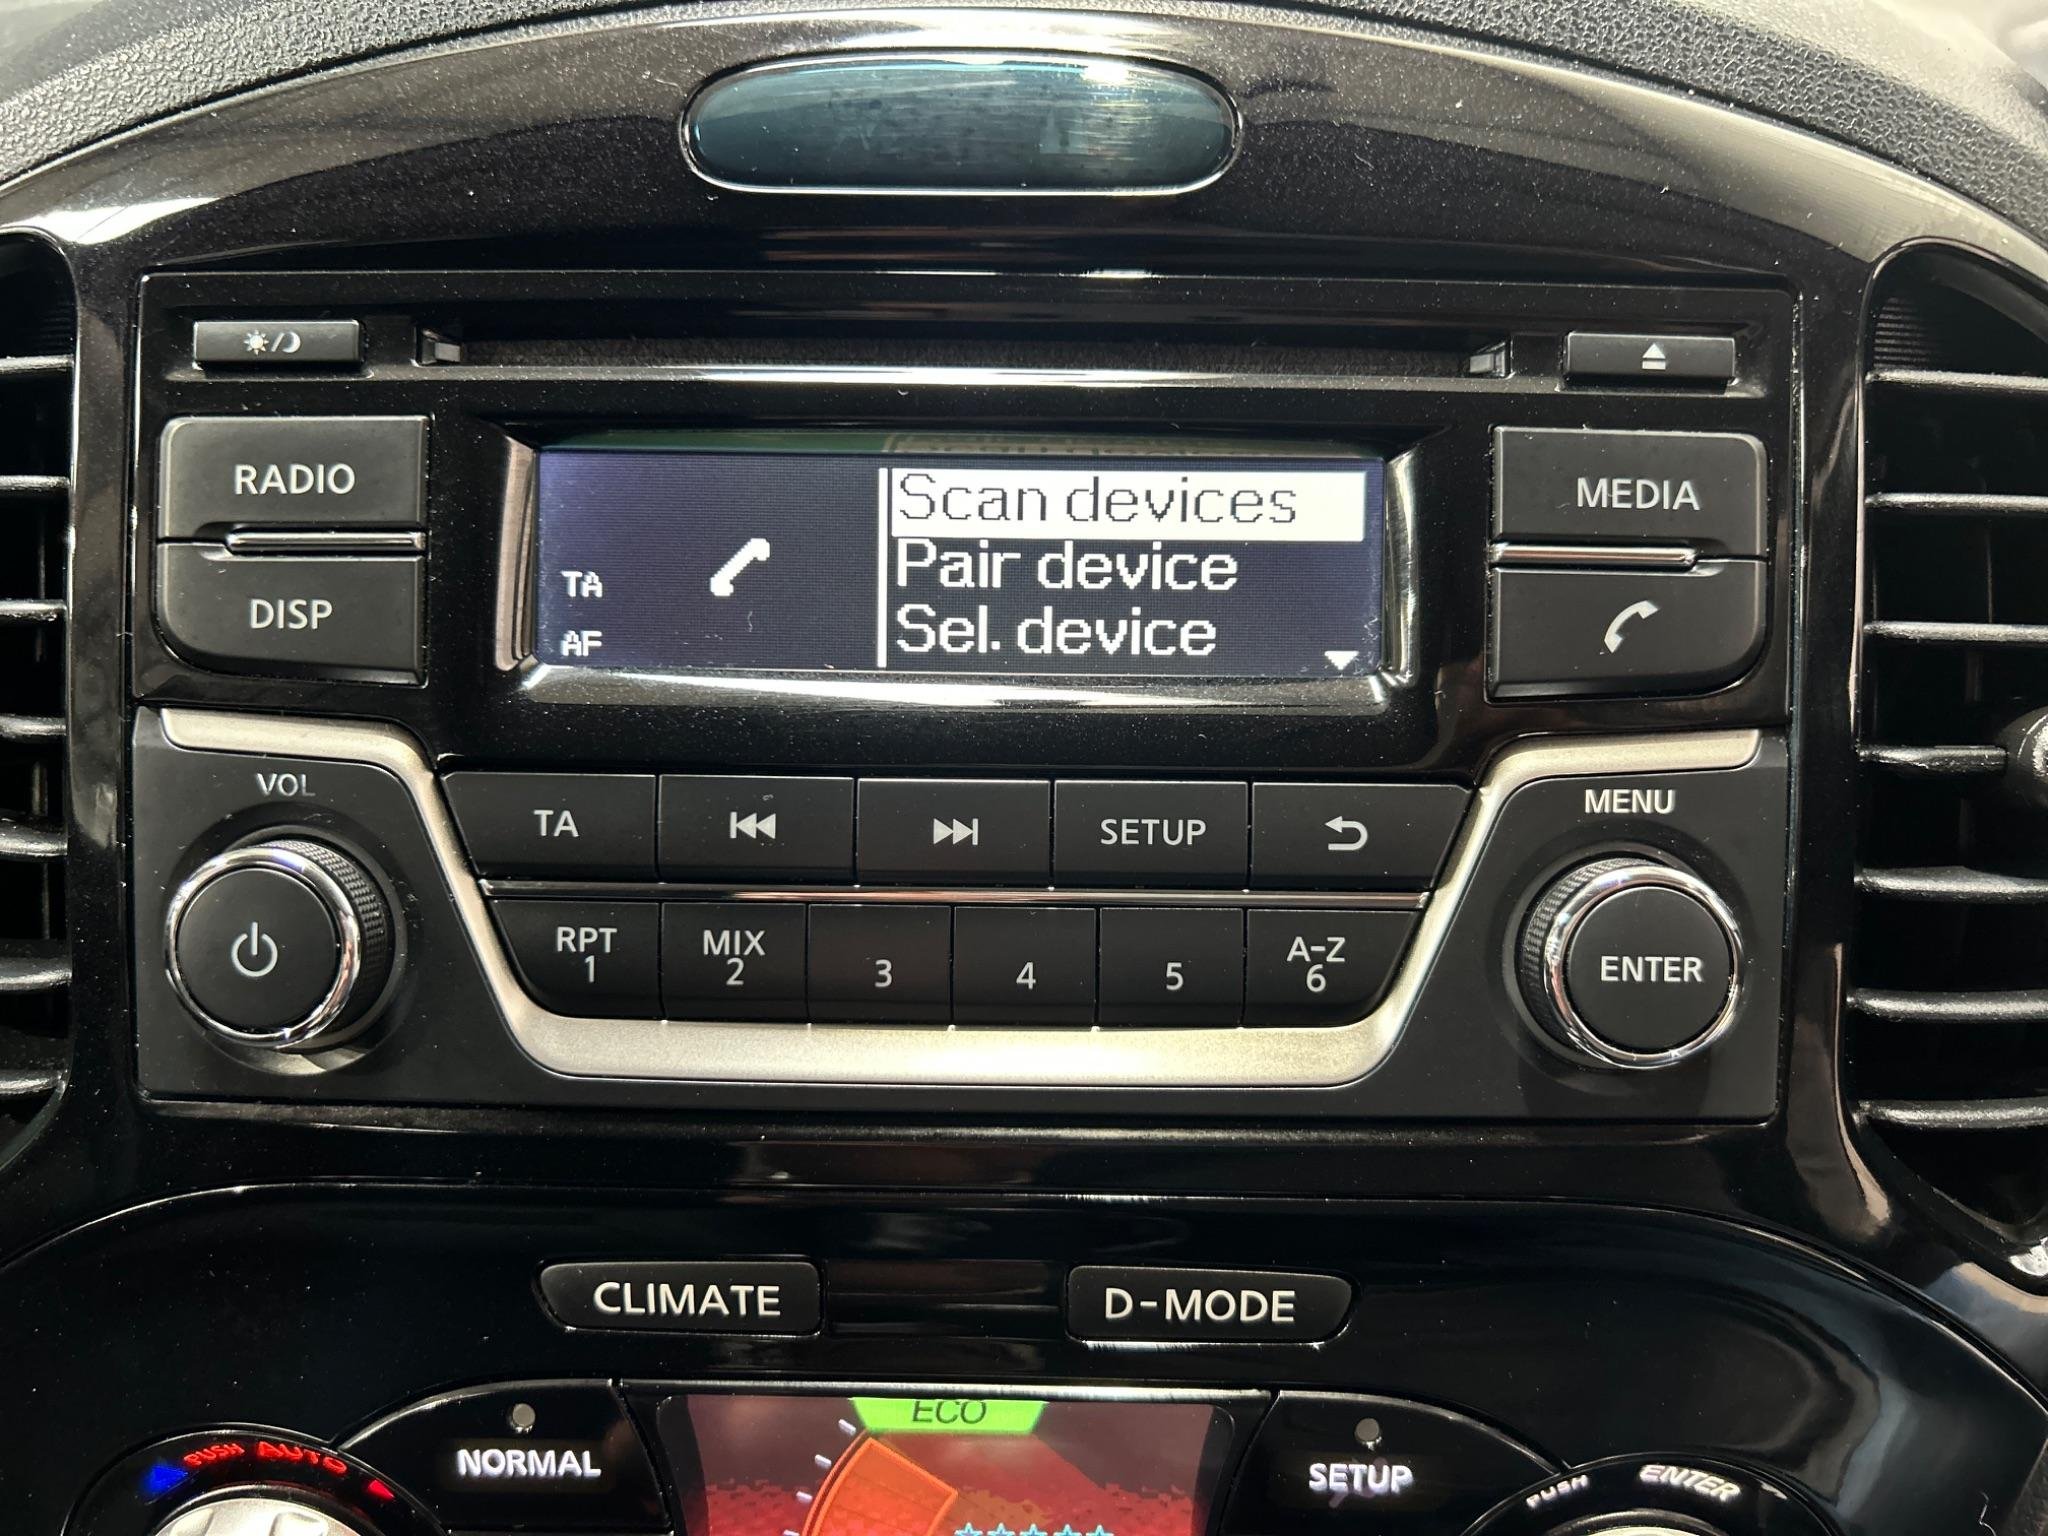 RADIO
DISP
TA
AF
Scan devices
Pair device
Sel. device
MEDIA
VOL
TA
SETUP
MENU
RPT
1
MIX
2
3
4
5
A-Z
6
ENTER
CLIMATE
D-MODE
ECO
PUSH AUTO
NORMAL
SETUP
PUSH
ENTER